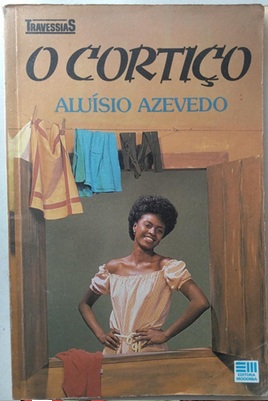 TRAVESSIAS
O CORTIÇO
ALUÍSIO AZEVEDO
EDITORA
MODERNA